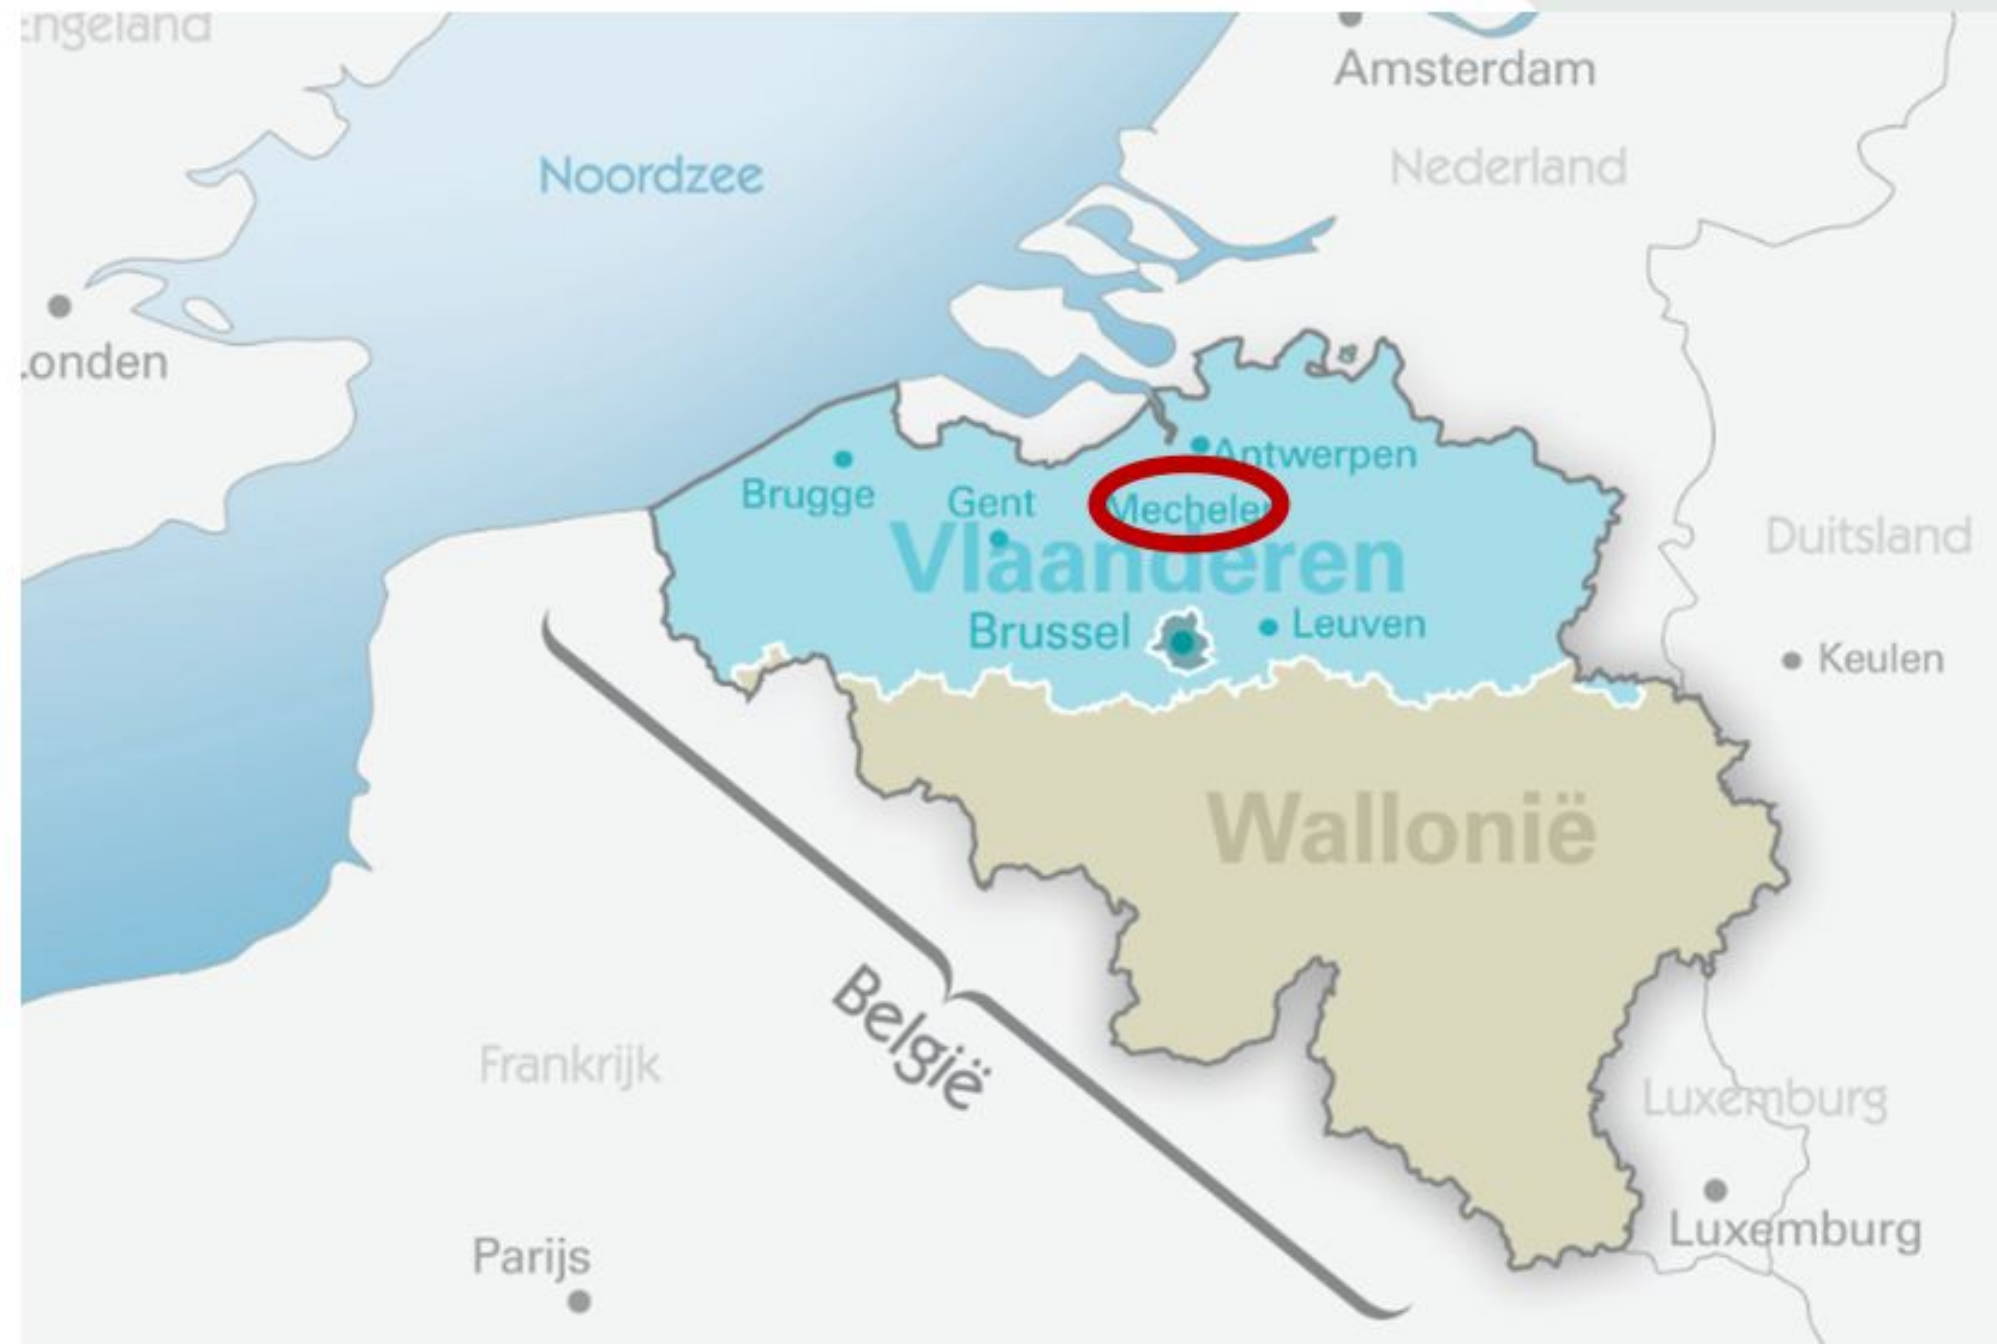 Engeland
Amsterdam
Noordzee
Nederland
Londen
Antwerpen
Brugge
Gent
Mechelen
Vlaanderen
Duitsland
Brussel
Leuven
Keulen
Wallonië
België
Frankrijk
Luxemburg
Luxemburg
Parijs